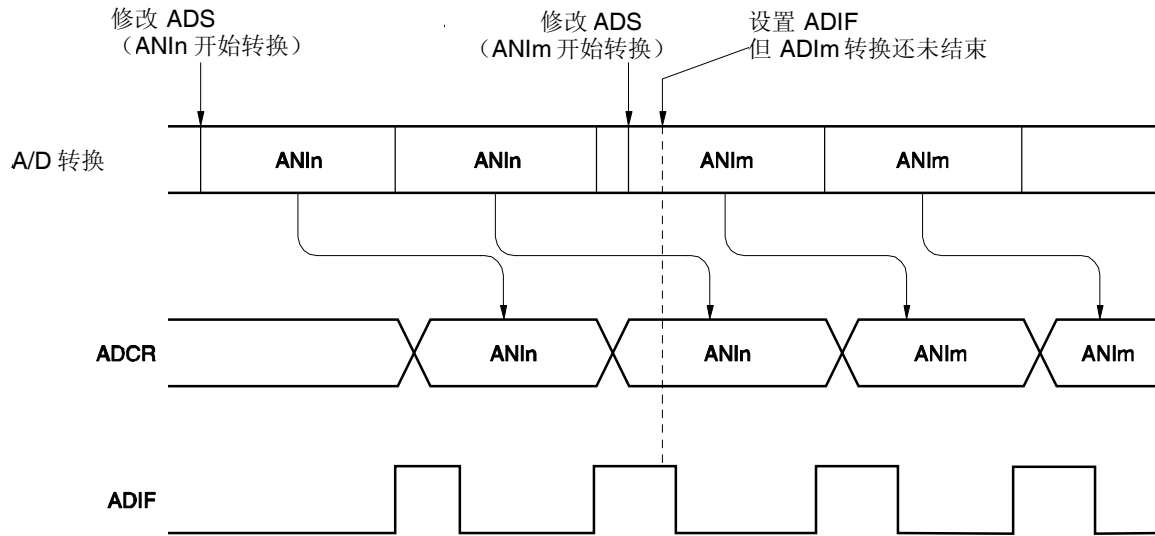 修改 ADS
（ANIn 开始转换）
修改 ADS
（ANIm 开始转换）
设置 ADIF
但 ADIm 转换还未结束
A/D 转换
ANIn
ANIn
ANIm
ANIm
ADCR
ANIn
ANIn
ANIm
ANIm
ADIF